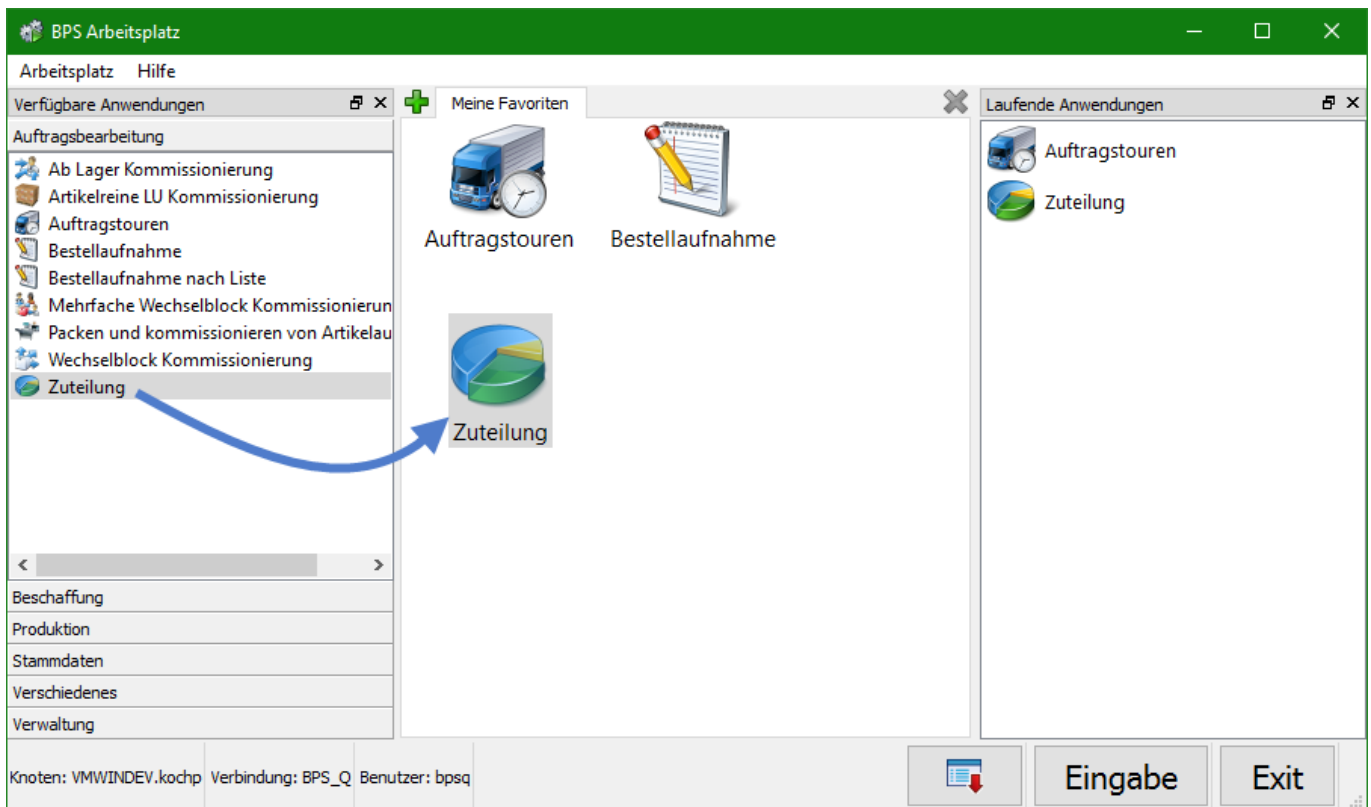 BPS Arbeitsplatz
Arbeitsplatz Hilfe
Verfügbare Anwendungen
Auftragsbearbeitung
Ab Lager Kommissionierung
Artikelreine LU Kommissionierung
Auftragstouren
Bestellaufnahme
Bestellaufnahme nach Liste
Mehrfache Wechselblock Kommissionierun
Packen und kommissionieren von Artikelau
Wechselblock Kommissionierung
Zuteilung
Beschaffung
Produktion
Stammdaten
Verschiedenes
Verwaltung
Meine Favoriten
Auftragstouren
Bestellaufnahme
Zuteilung
Laufende Anwendungen
Auftragstouren
Zuteilung
Knoten: VMWINDEV.kochp Verbindung: BPS_Q Benutzer: bpsq
Eingabe
Exit